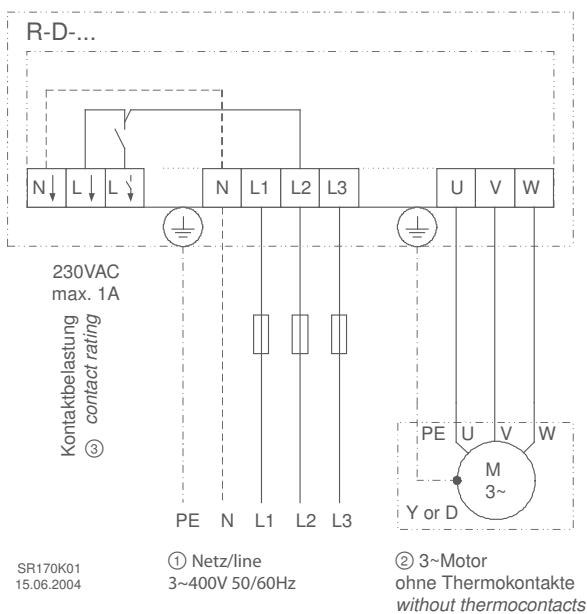 R-D-...
N L L N L1 L2 L3 U V W
230VAC
max. 1A
Kontaktbelastung
contact rating
③
PE U V W
M
3~
Y or D
PE N L1 L2 L3
SR170K01
15.06.2004
① Netz/line
3~400V 50/60Hz
② 3~Motor
ohne Thermokontakte
without thermocontacts